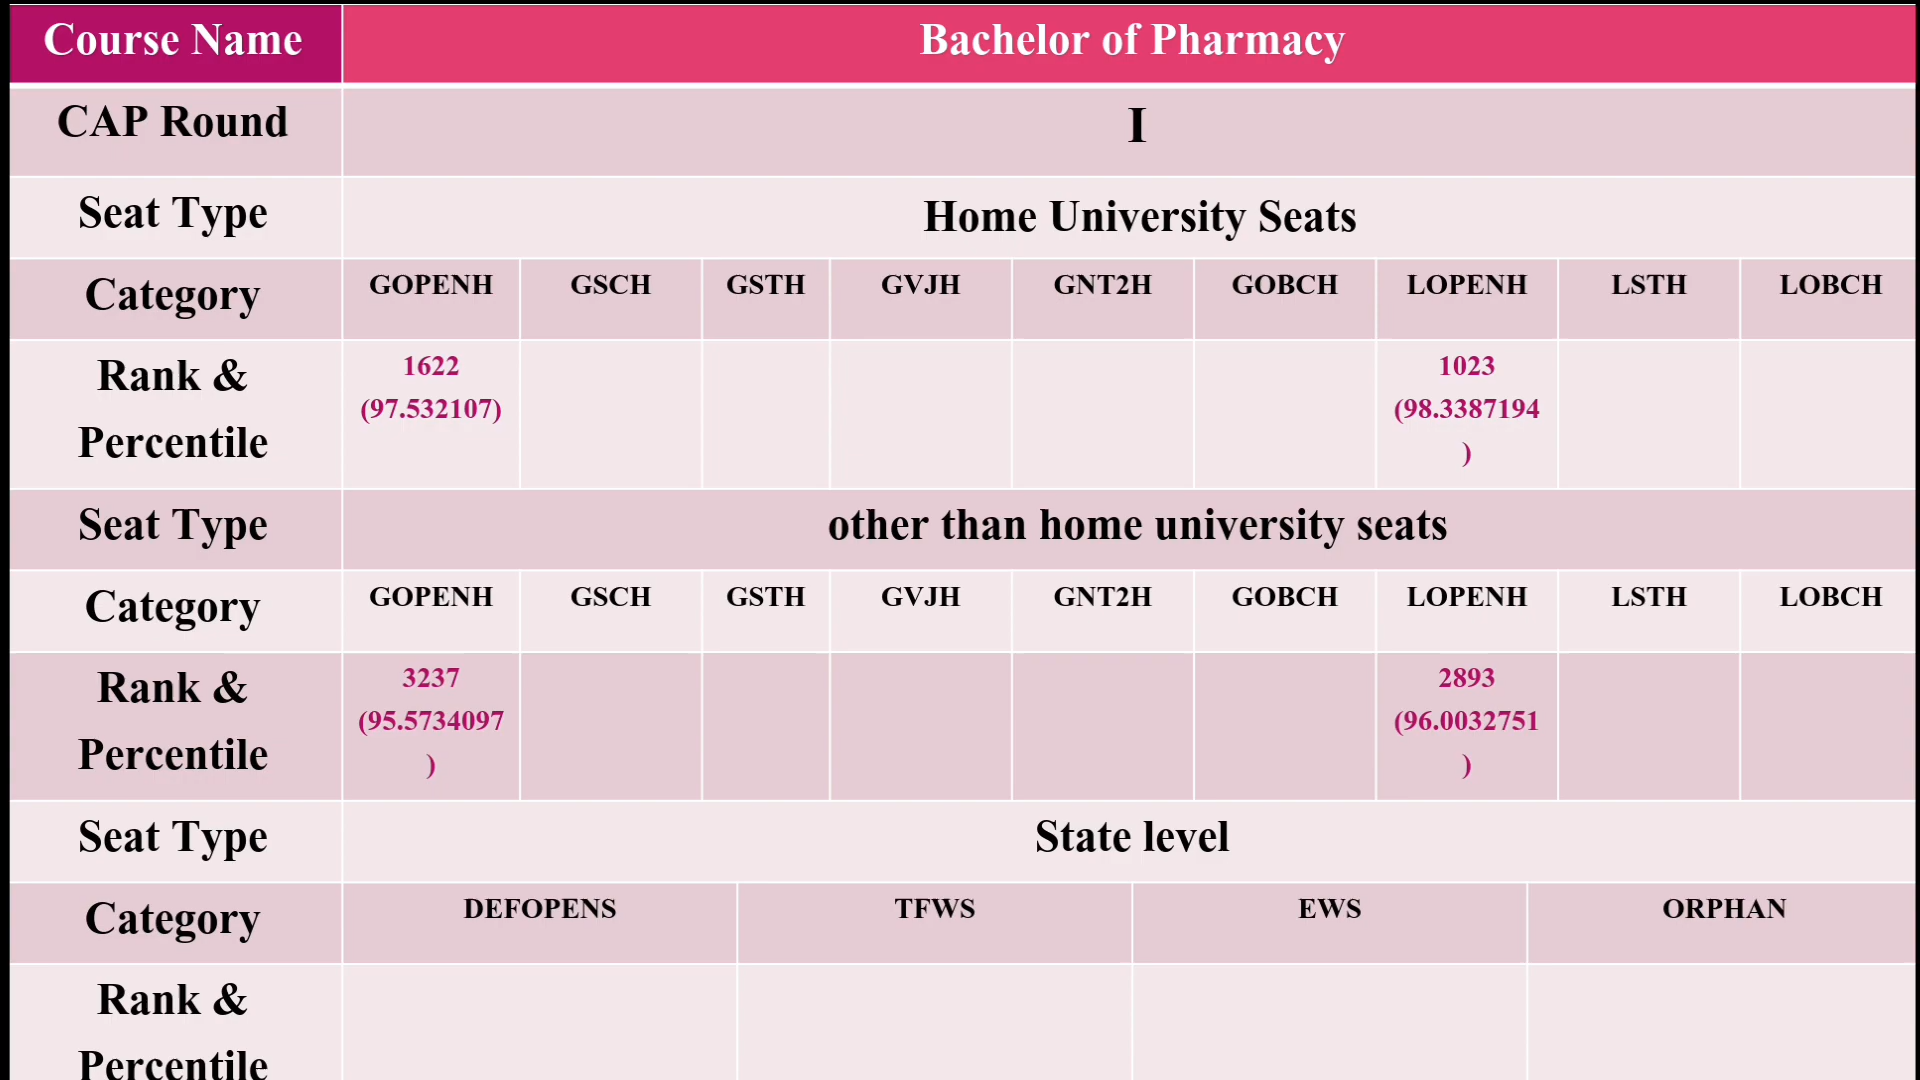 Course Name Bachelor of Pharmacy
CAP Round I
Seat Type Home University Seats
Category GOPENH GSCH GSTH GVJH GNT2H GOBCH LOPENH LSTH LOBCH
Rank & 1622 1023
(97.532107) (98.3387194
Percentile )
Seat Type other than home university seats
Category GOPENH GSCH GSTH GVJH GNT2H GOBCH LOPENH LSTH LOBCH
Rank & 3237 2893
(95.5734097 (96.0032751
Percentile ) )
Seat Type State level
Category DEFOPENS TFWS EWS ORPHAN
Rank &
Percentile